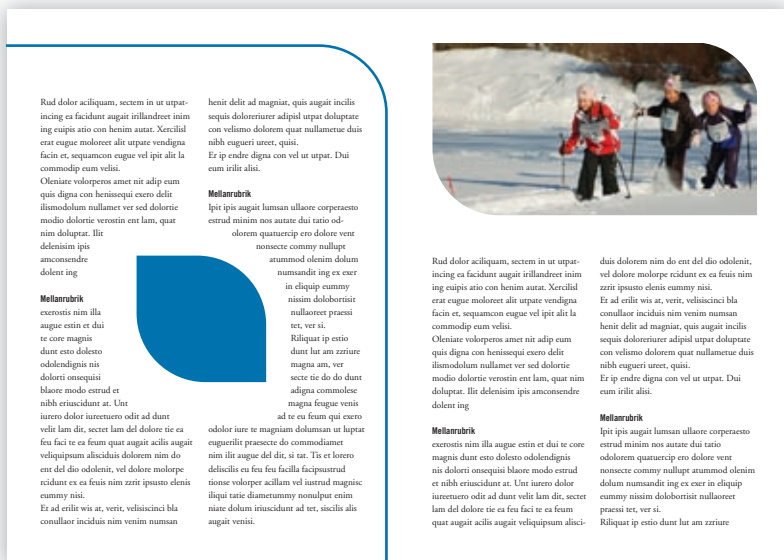 Rud dolor aciliquam, sectem in ut utpat-
incing ea facidunt augait irillandreet inim
ing euipis atio con henim autat. Xercilisl
erat eugue moloreet alit utpate vendigna
facin et, sequamcon eugue vel ipit alit la
commodip eum velisi.
Oleniate volorperos amet nit adip eum
quis digna con henissequi exero delit
ilismodolum nullamet ver sed dolortie
modio dolortie verostin ent lam, quat
nim doluptat. Ilit
delenisim ipis
amconsendre
dolent ing
Mellanrubrik
exerostis nim illa
augue estin et dui
te core magnis
dunt esto dolesto
odolendignis nis
dolorti onsequisi
blaore modo estrud et
nibh eriuscidunt at. Unt
iurero dolor iureetuero odit ad dunt
velit lam dit, sectet lam del dolore tie ea
feu faci te ea feum quat augait acilis augait
veliquipsum alisciduis dolorem nim do
ent del dio odolenit, vel dolore molorpe
rcidunt ex ea feuis nim zzrit ipsusto elenis
eummy nisi.
Et ad erilit wis at, verit, velisiscinci bla
conullaor inciduis nim venim numsan
henit delit ad magniat, quis augait incilis
sequis doloreriurer adipisl utpat doluptate
con velismo dolorem quat nullametue duis
nibh eugueri ureet, quisi.
Er ip endre digna con vel ut utpat. Dui
eum irilit alisi.
Mellanrubrik
Ipit ipis augait lumsan ullaore corperaesto
estrud minim nos autate dui tatio od-
olorem quatuercip ero dolore vent
nonsecte commy nullupt
atummod olenim dolum
numsandit ing ex exer
in eliquip eummy
nissim dolobortisit
nullaoreet praessi
tet, ver si.
Riliquat ip estio
dunt lut am zzriure
magna am, ver
secte tie do do dunt
adigna commolese
magna feugue venis
ad te eu feum qui exero
odolor iure te magniam dolumsan ut luptat
euguerilit praesecte do commodiamet
nim ilit augue del dit, si tat. Tis et lorero
deliscilis eu feu feu facilla facipsustrud
tionse volorper acillam vel iustrud magnisc
iliqui tatie diametummy nonulput enim
niate dolum iriuscidunt ad tet, siscilis alis
augait venisi.
Rud dolor aciliquam, sectem in ut utpat-
incing ea facidunt augait irillandreet inim
ing euipis atio con henim autat. Xercilisl
erat eugue moloreet alit utpate vendigna
facin et, sequamcon eugue vel ipit alit la
commodip eum velisi.
Oleniate volorperos amet nit adip eum
quis digna con henissequi exero delit
ilismodolum nullamet ver sed dolortie
modio dolortie verostin ent lam, quat nim
doluptat. Ilit delenisim ipis amconsendre
dolent ing
Mellanrubrik
exerostis nim illa augue estin et dui te core
magnis dunt esto dolesto odolendignis
nis dolorti onsequisi blaore modo estrud
et nibh eriuscidunt at. Unt iurero dolor
iureetuero odit ad dunt velit lam dit, sectet
lam del dolore tie ea feu faci te ea feum
quat augait acilis augait veliquipsum alisci-
duis dolorem nim do ent del dio odolenit,
vel dolore molorpe rcidunt ex ea feuis nim
zzrit ipsusto elenis eummy nisi.
Et ad erilit wis at, verit, velisiscinci bla
conullaor inciduis nim venim numsan
henit delit ad magniat, quis augait incilis
sequis doloreriurer adipisl utpat doluptate
con velismo dolorem quat nullametue duis
nibh eugueri ureet, quisi.
Er ip endre digna con vel ut utpat. Dui
eum irilit alisi.
Mellanrubrik
Ipit ipis augait lumsan ullaore corperaesto
estrud minim nos autate dui tatio
odolorem quatuercip ero dolore vent
nonsecte commy nullupt atummod olenim
dolum numsandit ing ex exer in eliquip
eummy nissim dolobortisit nullaoreet
praessi tet, ver si.
Riliquat ip estio dunt lut am zzriure